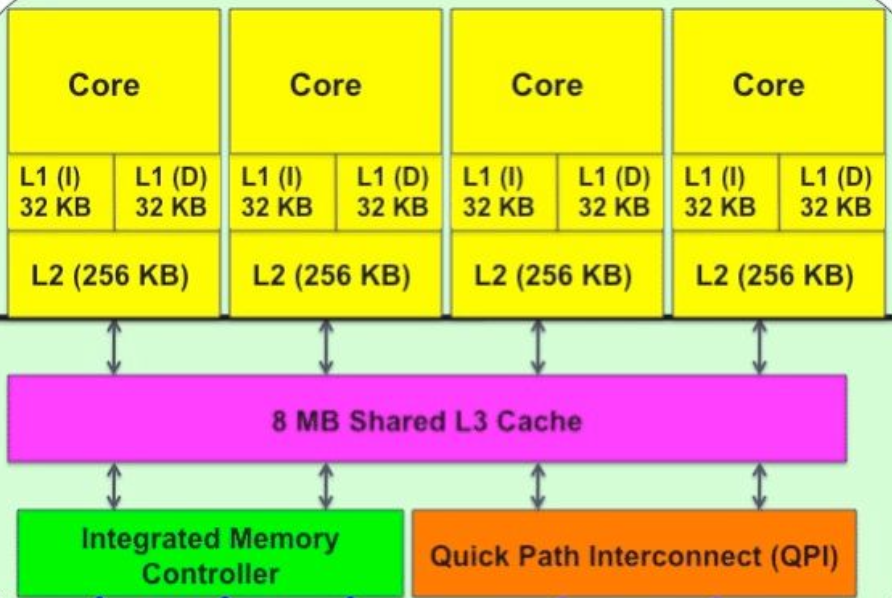 Core Core Core Core
L1 (I) L1 (D) L1 (I) L1 (D) L1 (I) L1 (D) L1 (I) L1 (D)
32 KB 32 KB 32 KB 32 KB 32 KB 32 KB 32 KB 32 KB
L2 (256 KB) L2 (256 KB) L2 (256 KB) L2 (256 KB)
8 MB Shared L3 Cache
Integrated Memory
Controller
Quick Path Interconnect (QPI)